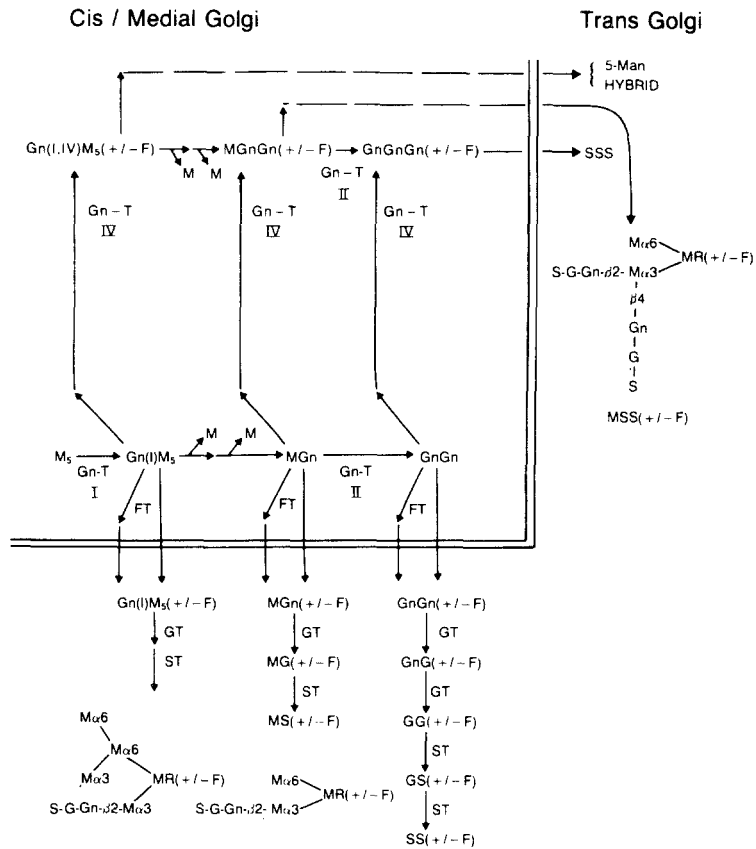 Cis / Medial Golgi
Trans Golgi
5-Man
HYBRID
Gn(I,IV)M₅(+/−F)
M M
MGnGn(+/−F)
Gn−T
II
GnGnGn(+/−F)
SSS
Gn−T
IV
Gn−T
IV
Gn−T
IV
Mα6
S-G-Gn-β2-Mα3
MR(+/−F)
β4
Gn
G
S
MSS(+/−F)
M₅
Gn-T
I
Gn(I)M₅
M M
MGn
Gn-T
II
GnGn
FT
FT
FT
Gn(I)M₅(+/−F)
GT
ST
MGn(+/−F)
GT
MG(+/−F)
ST
MS(+/−F)
GnGn(+/−F)
GT
GnG(+/−F)
GT
GG(+/−F)
ST
GS(+/−F)
ST
SS(+/−F)
Mα6
Mα6
Mα3
MR(+/−F)
S-G-Gn-β2-Mα3
Mα6
MR(+/−F)
S-G-Gn-β2-Mα3